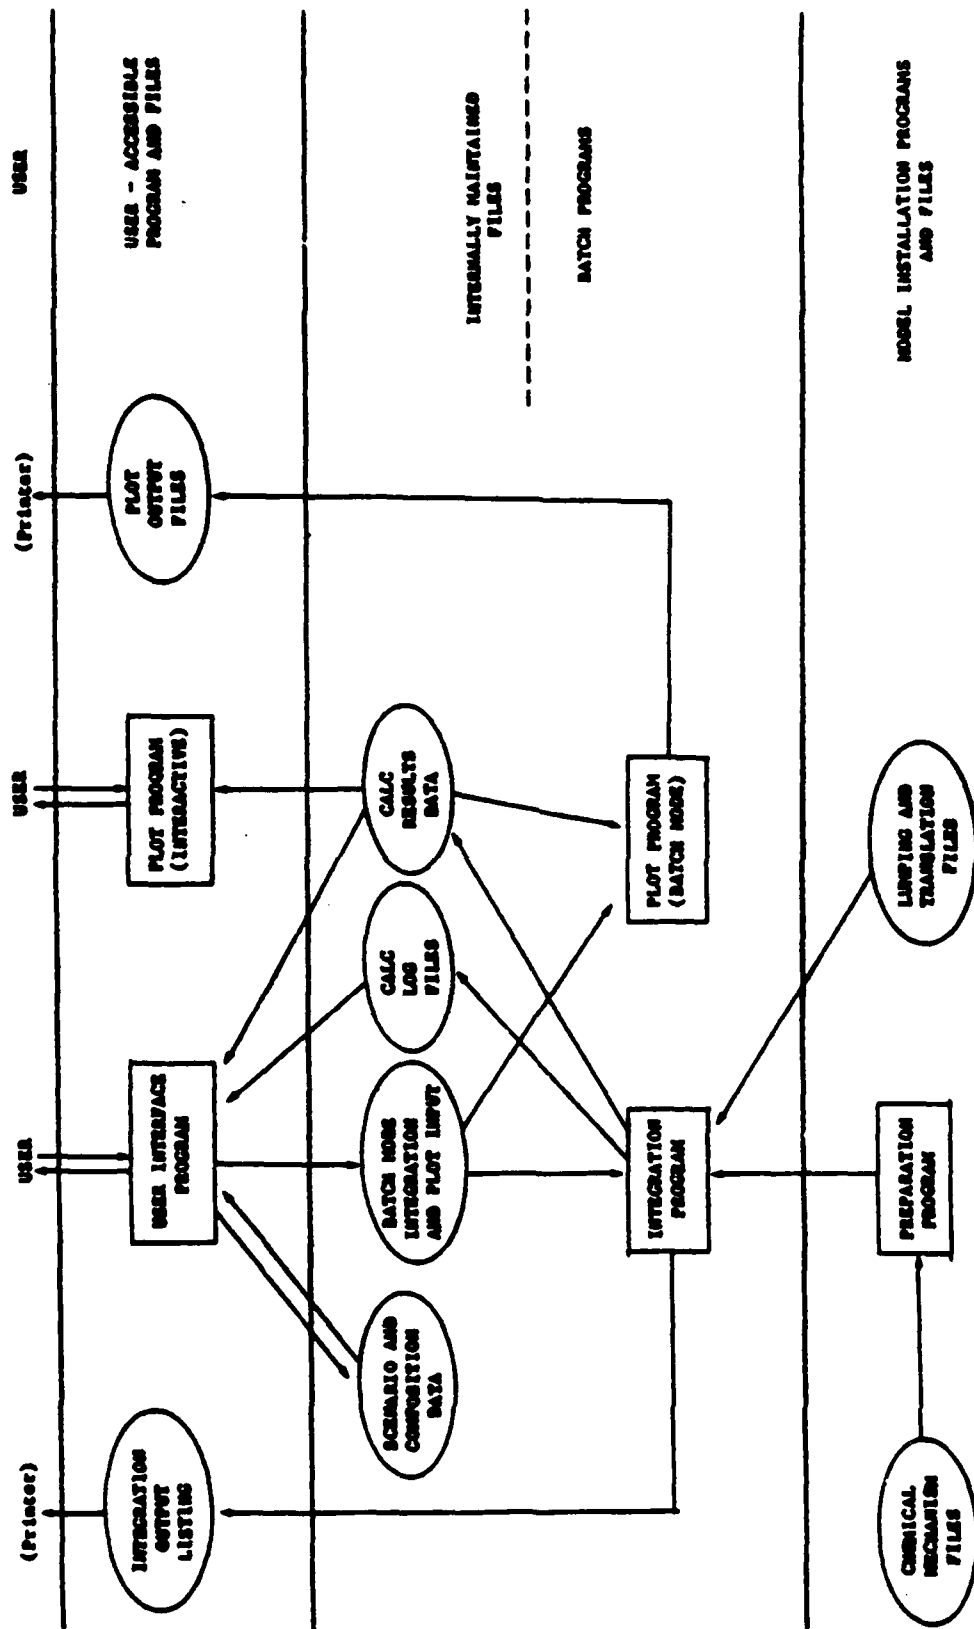 (Printer)
USER
USER
(Printer)
USER
INTEGRATION
OUTPUT
LISTING
USER INTERFACE
PROGRAM
PLOT PROGRAM
(INTERACTIVE)
PLOT
OUTPUT
FILES
USER - ACCESSIBLE
PROGRAM AND FILES
SCENARIO AND
COMPOSITION
DATA
BATCH MODE
INTEGRATION
AND PLOT INPUT
CALC
LOG
FILES
CALC
RESULTS
DATA
INTERNALLY MAINTAINED
FILES
BATCH PROGRAMS
INTEGRATION
PROGRAM
PLOT PROGRAM
(BATCH MODE)
CHEMICAL
MECHANISM
FILES
PREPARATION
PROGRAM
LUMPING AND
TRANSLATION
FILES
MODEL INSTALLATION PROGRAMS
AND FILES